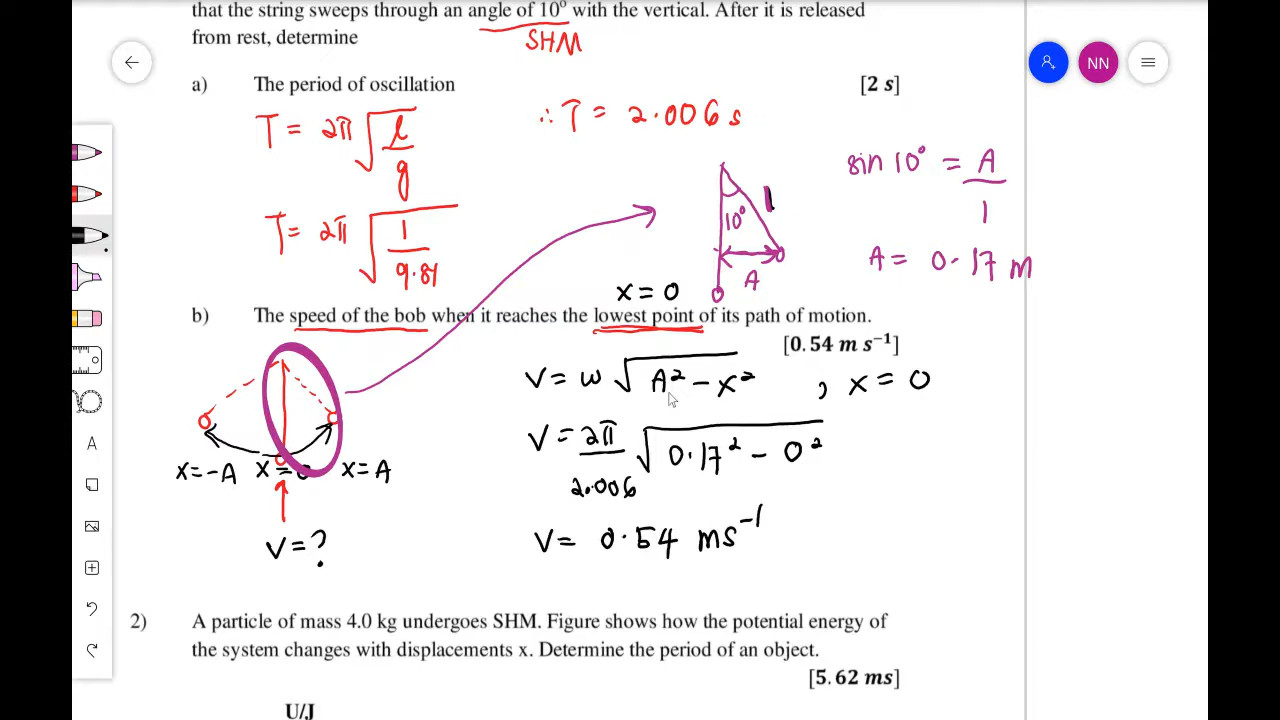 that the string sweeps through an angle of 10° with the vertical. After it is released
SHM
from rest, determine
NN
a) The period of oscillation [2 s]
T = 2π √(l/g)
∴ T = 2.006 s
T = 2π √(1/9.81)
10°
1
A
sin 10° = A/1
A = 0.17 m
x = 0
b) The speed of the bob when it reaches the lowest point of its path of motion.
[0.54 m s⁻¹]
x=-A x=0 x=A
V=?
V = ω √(A² - x²) , x = 0
V = 2π/2.006 √(0.17² - 0²)
V = 0.54 ms⁻¹
2) A particle of mass 4.0 kg undergoes SHM. Figure shows how the potential energy of
the system changes with displacements x. Determine the period of an object.
[5.62 ms]
U/J
A